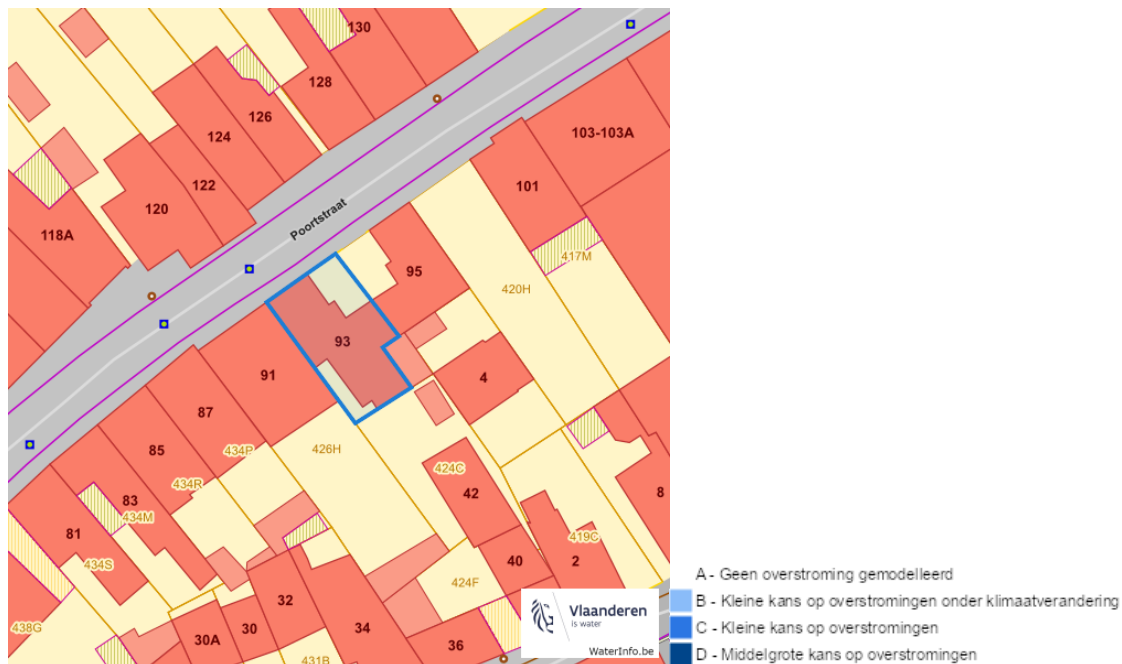 130
128
126
124
103-103A
122
101
120
Poortstraat
118A
417M
95
420H
93
91
4
87
434P
426H
85
424C
434R
42
83
8
434M
81
419C
434S
40
2
424F
32
30
34
438G
30A
36
431B
Vlaanderen
is water
WaterInfo.be
A - Geen overstroming gemodelleerd
B - Kleine kans op overstromingen onder klimaatverandering
C - Kleine kans op overstromingen
D - Middelgrote kans op overstromingen